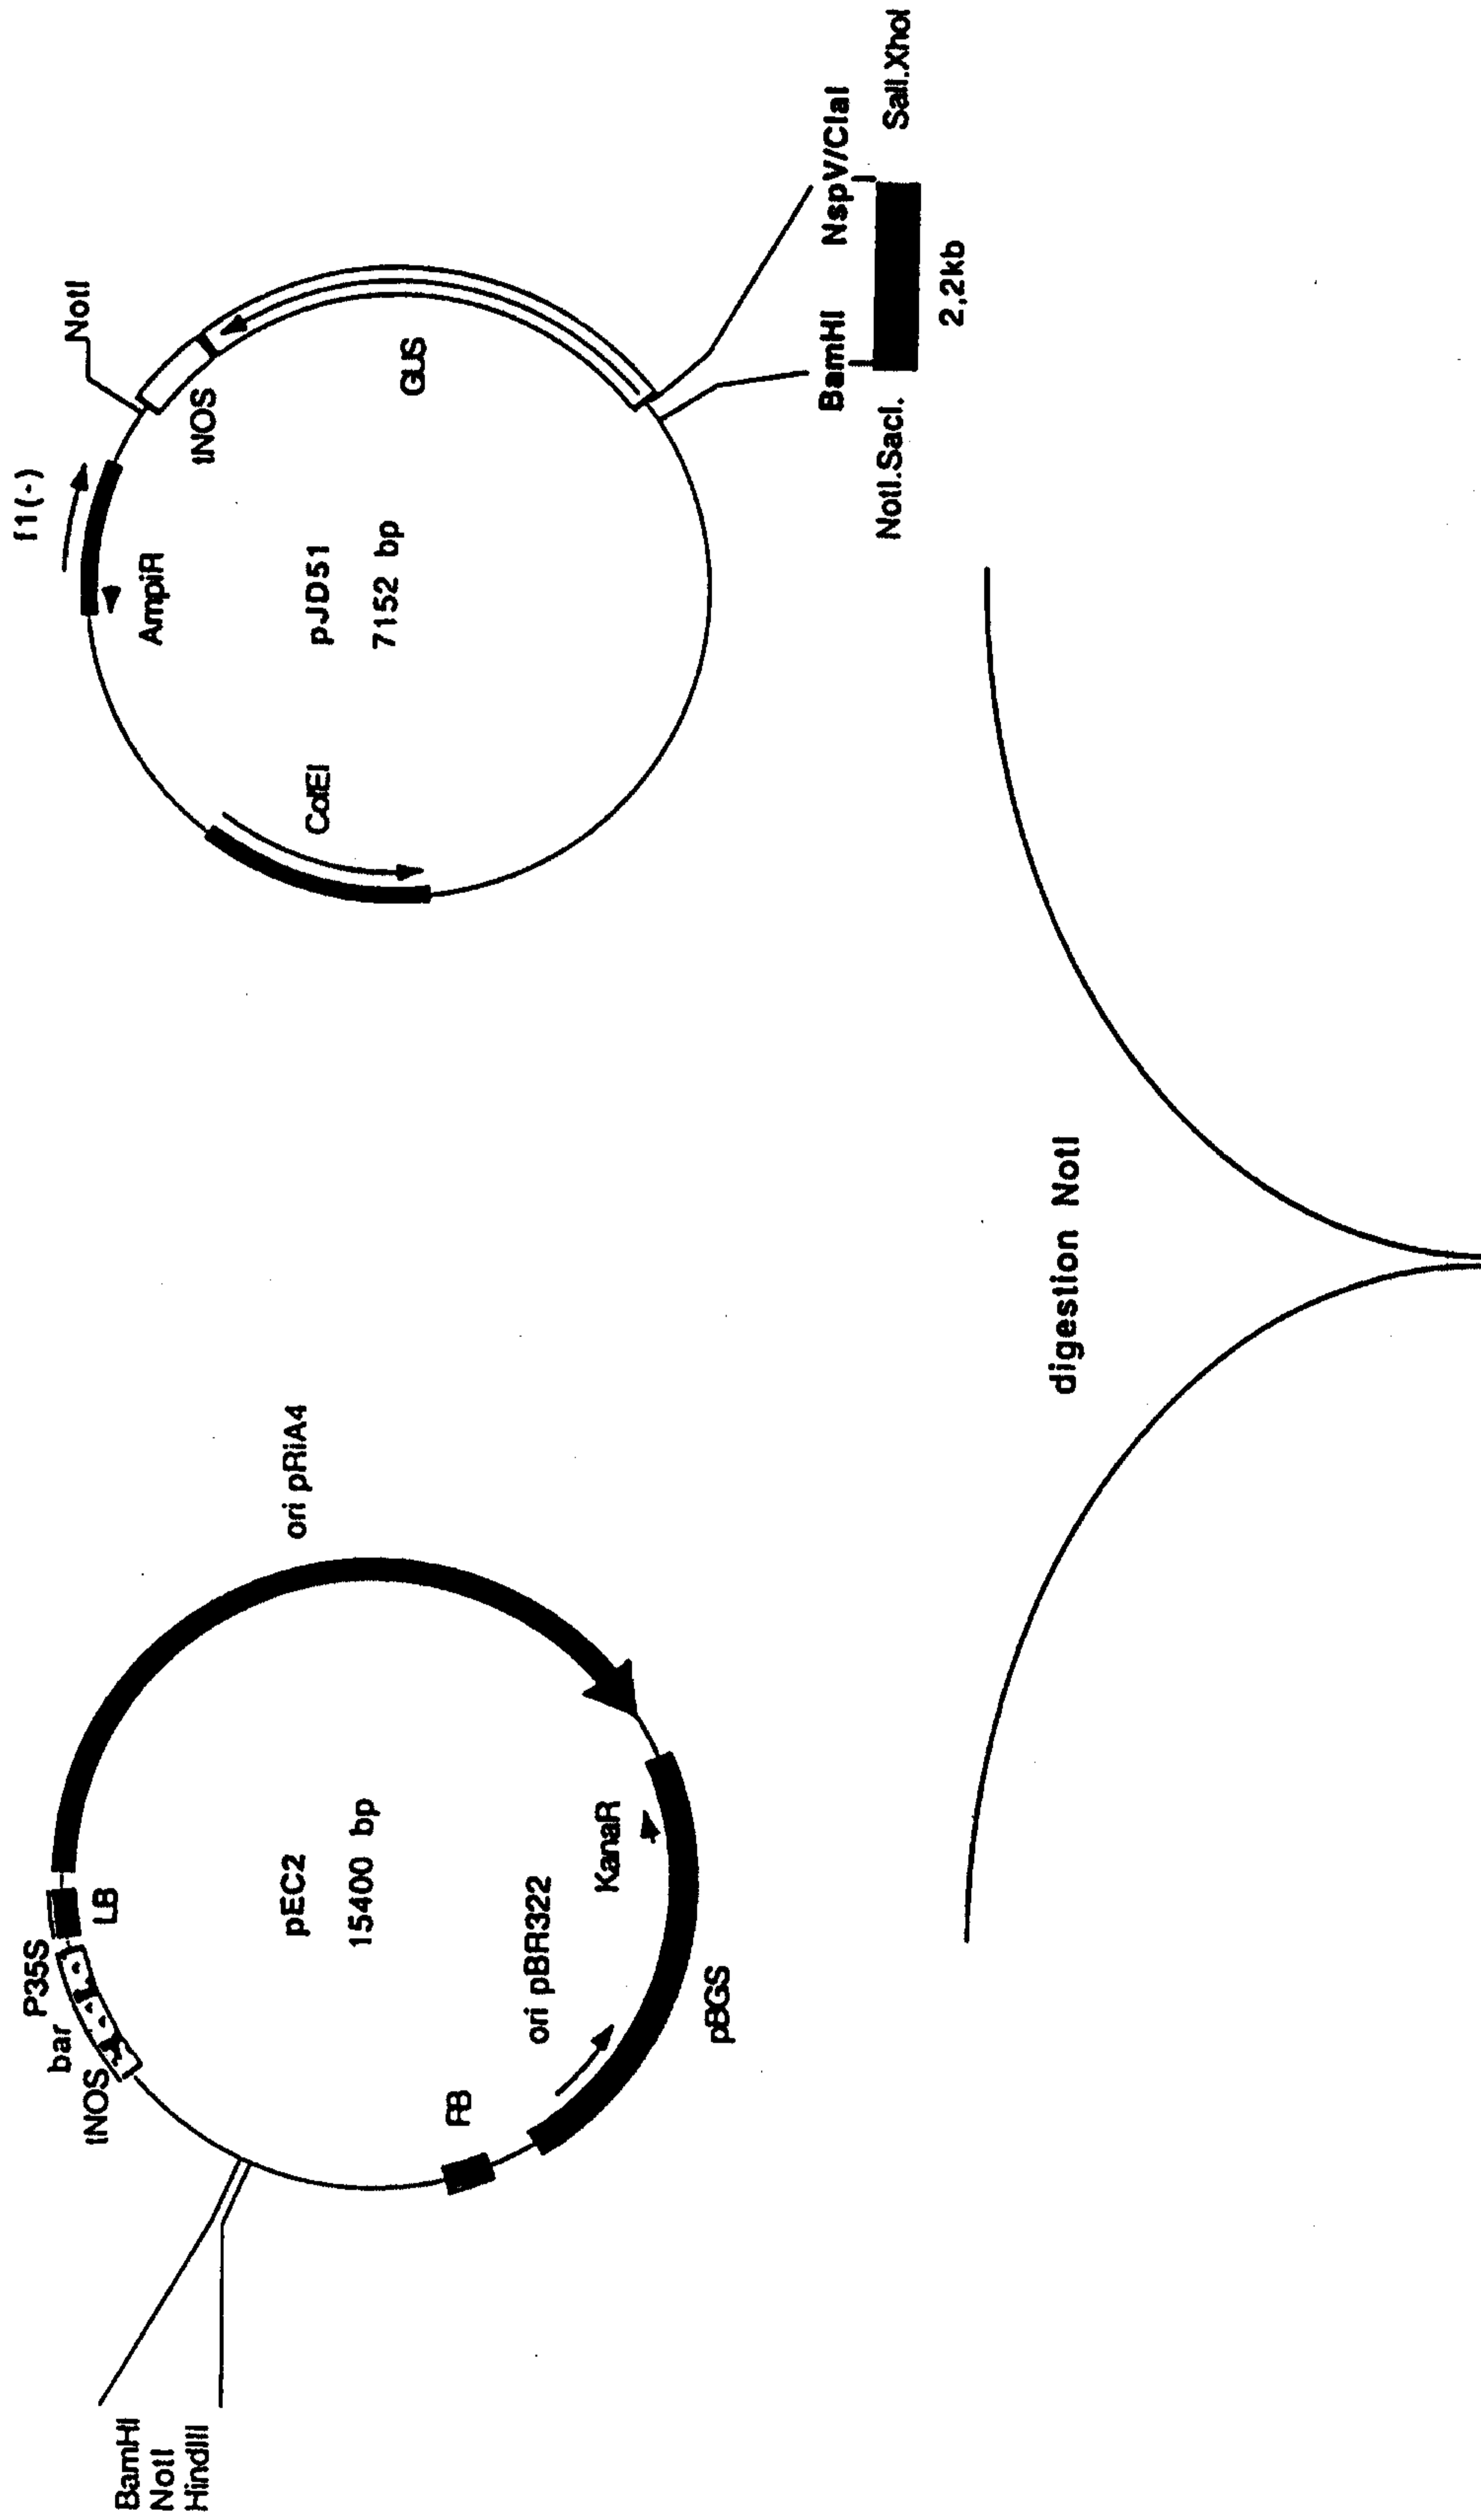 BamHI
NotI
HindIII
tNOS
bar
P35S
LB
pEC2
15400 bp
ori pRiA4
RB
ori pBR322
KanaR
pBGS
f1(-)
NotI
AmpiR
tNOS
ColEI
pJD51
7152 bp
GUS
BamHI NspV/ClaI
NotI.SacI. SalI.XhoI
2,2kb
digestion NotI